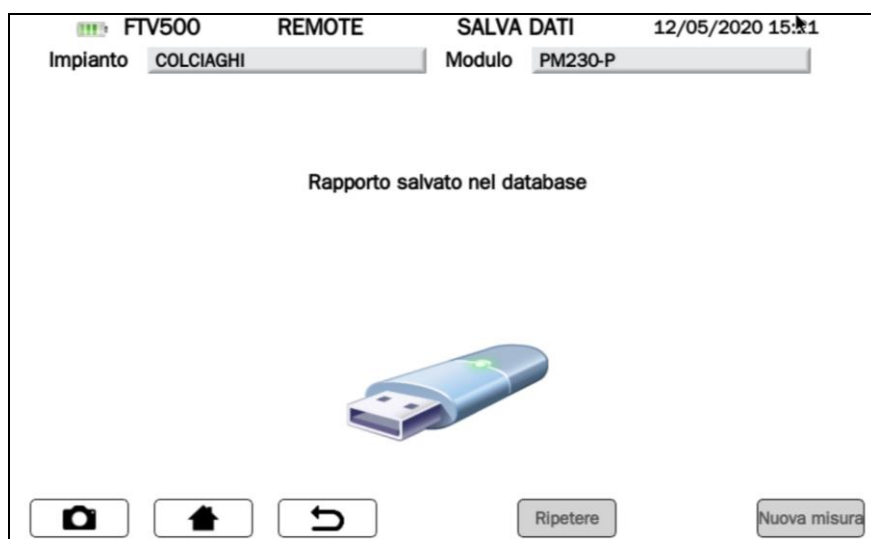 FTV500 REMOTE SALVA DATI 12/05/2020
Impianto COLCIAGHI Modulo PM230-P
Rapporto salvato nel database
Ripetere Nuova misura